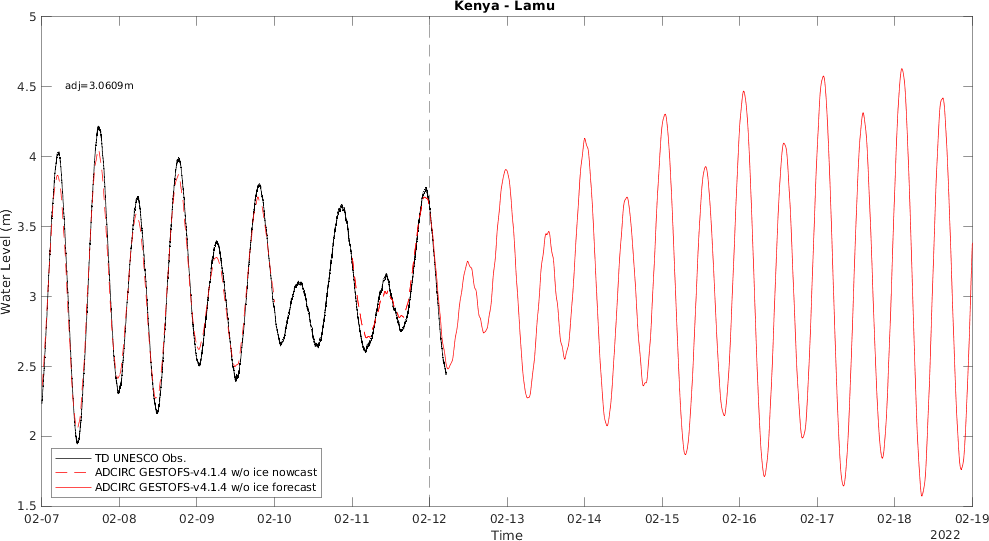 Kenya - Lamu
5
4.5
4
3.5
3
2.5
2
1.5
Water Level (m)
adj=3.0609m
TD UNESCO Obs.
ADCIRC GESTOFS-v4.1.4 w/o ice nowcast
ADCIRC GESTOFS-v4.1.4 w/o ice forecast
02-07 02-08 02-09 02-10 02-11 02-12 02-13 02-14 02-15 02-16 02-17 02-18 02-19
Time
2022